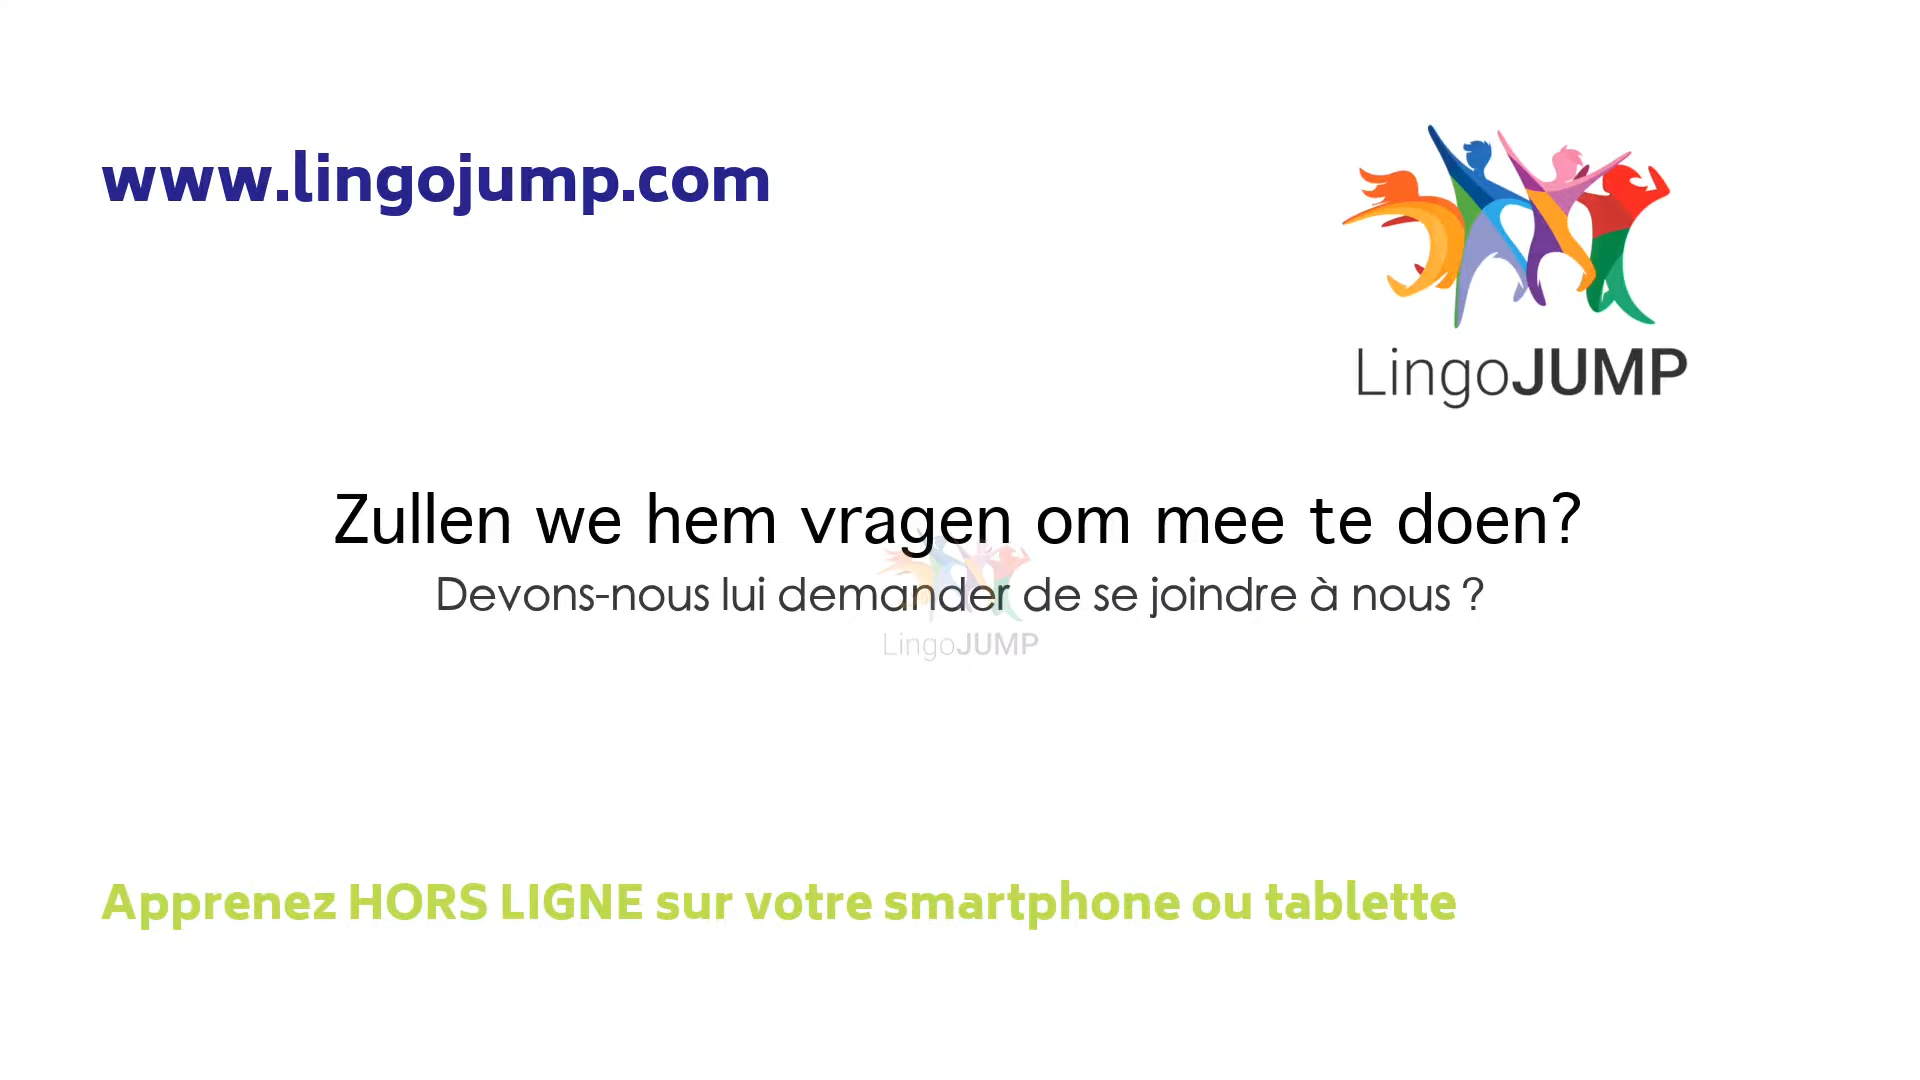 www.lingojump.com
LingoJUMP
Zullen we hem vragen om mee te doen?
Devons-nous lui demander de se joindre à nous ?
LingoJUMP
Apprenez HORS LIGNE sur votre smartphone ou tablette